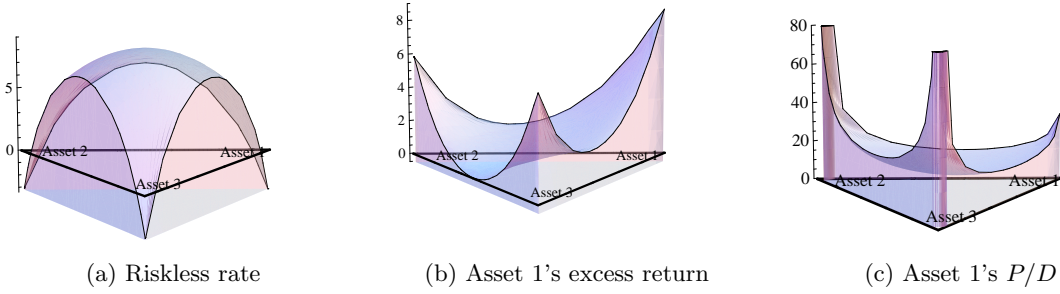 5
0
Asset 2
Asset 1
Asset 3
8
6
4
2
0
Asset 2
Asset 1
Asset 3
80
60
40
20
0
Asset 2
Asset 1
Asset 3
(a) Riskless rate
(b) Asset 1's excess return
(c) Asset 1's P/D